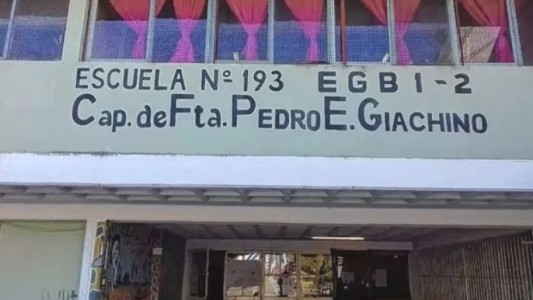 ESCUELA Nº 193 EGB 1-2
Cap. de Fta. PEDRO E. GIACHINO